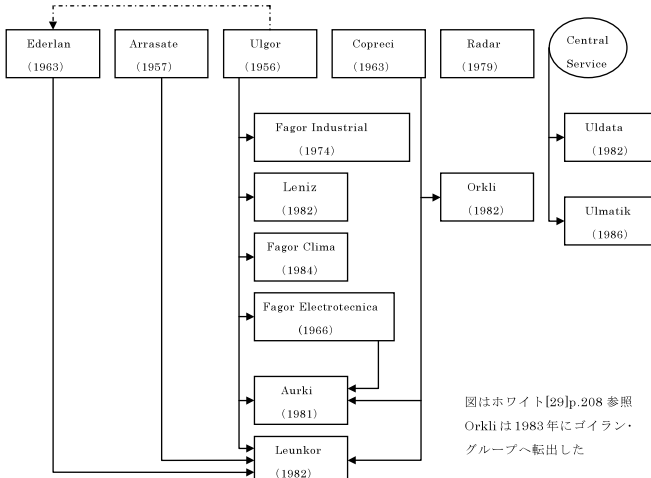 Ederlan
（1963）
Arrasate
（1957）
Ulgor
（1956）
Copreci
（1963）
Radar
（1979）
Central
Service
Fagor Industrial
（1974）
Uldata
（1982）
Leniz
（1982）
Orkli
（1982）
Ulmatik
（1986）
Fagor Clima
（1984）
Fagor Electrotecnica
(1966)
Aurki
（1981）
Leunkor
（1982）
図はホワイト[29]p.208 参照
Orkli は 1983 年にゴイラン・
グループへ転出した